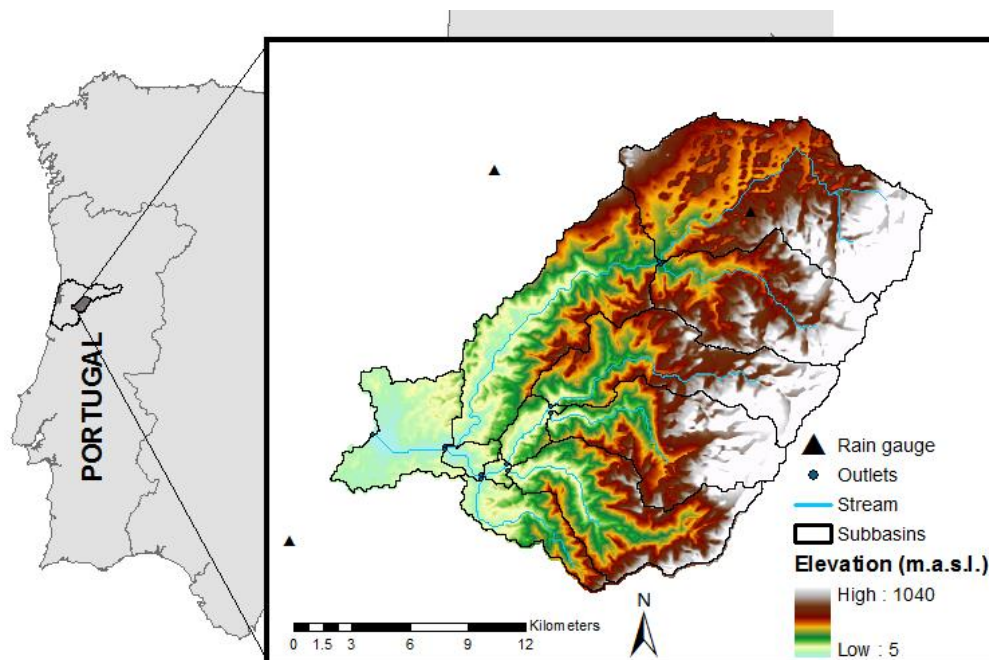 PORTUGAL
Rain gauge
Outlets
Stream
Subbasins
Elevation (m.a.s.l.)
High : 1040
Low : 5
N
Kilometers
0 1.5 3 6 9 12